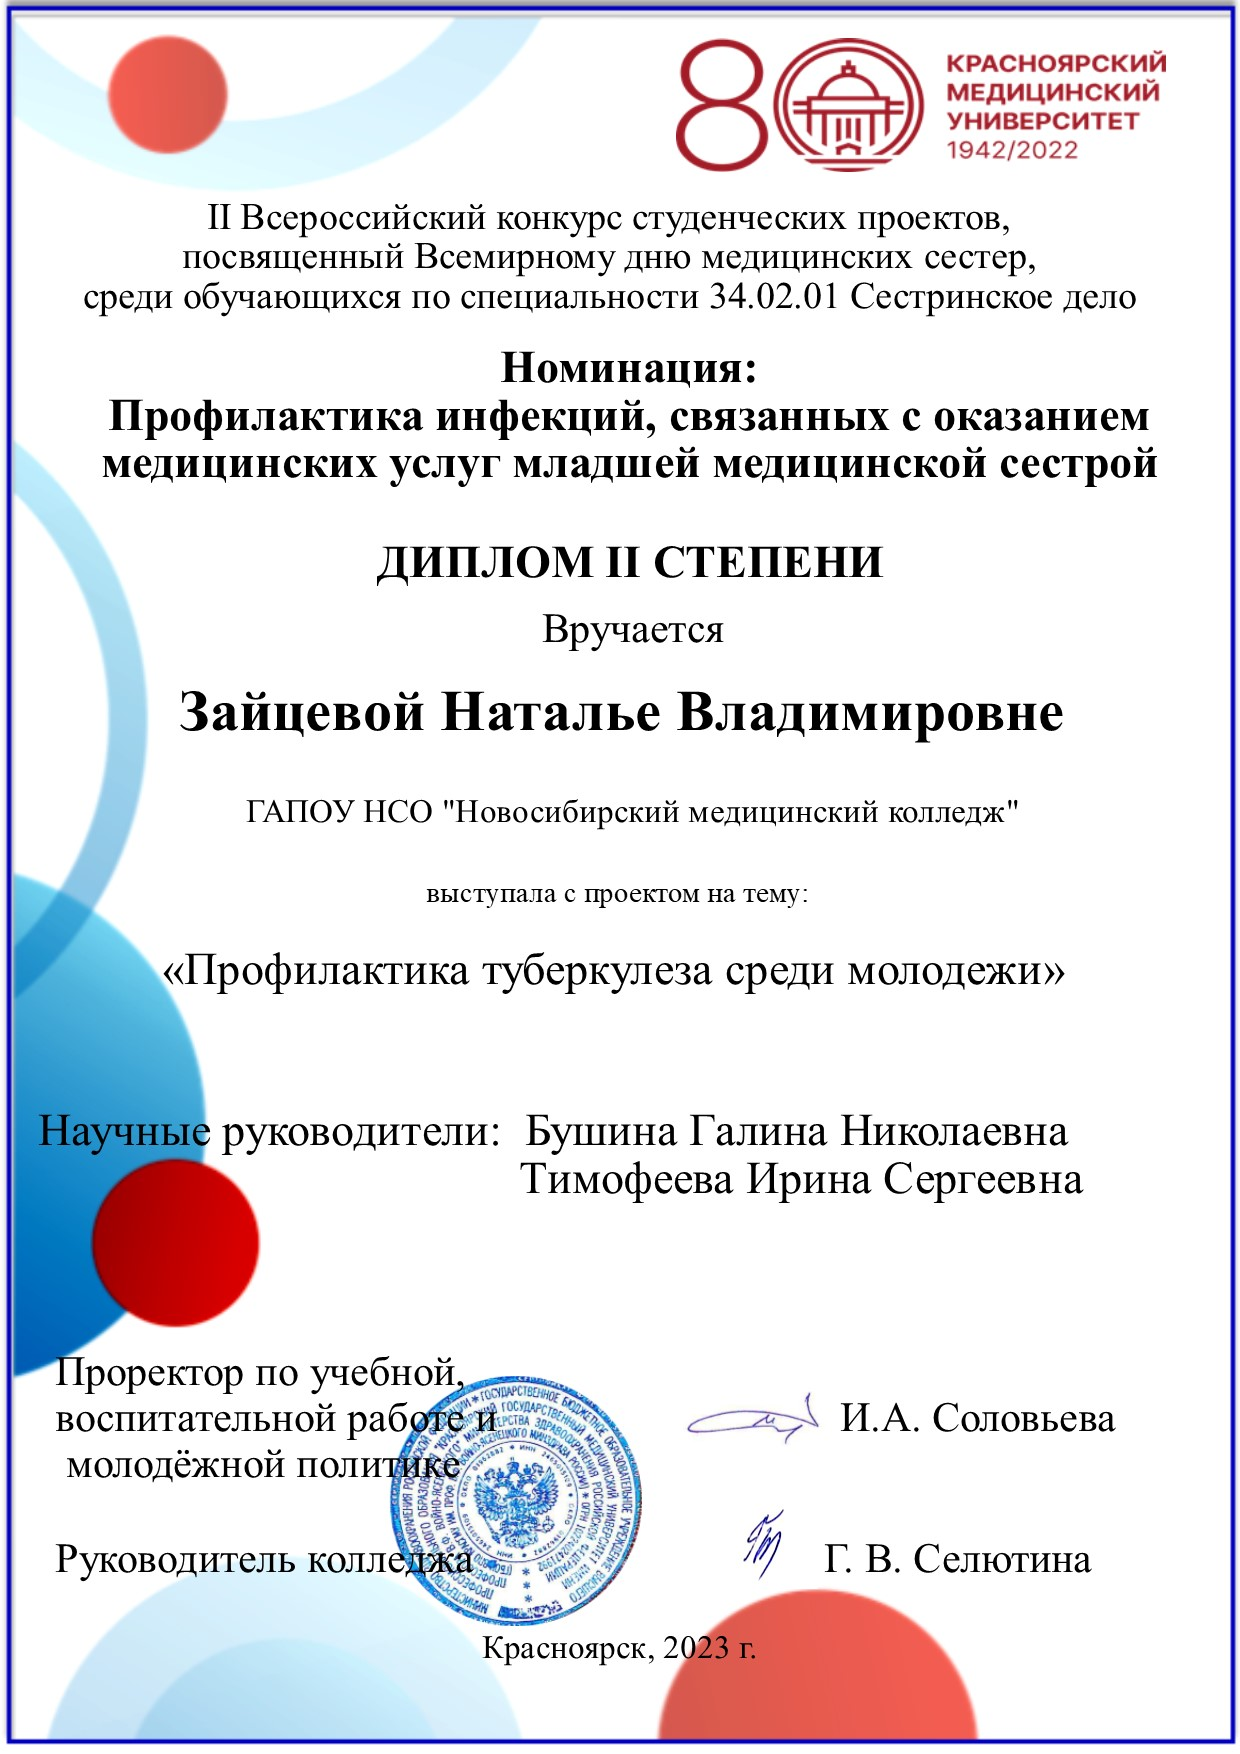 80
КРАСНОЯРСКИЙ
МЕДИЦИНСКИЙ
УНИВЕРСИТЕТ
1942/2022
II Всероссийский конкурс студенческих проектов,
посвященный Всемирному дню медицинских сестер,
среди обучающихся по специальности 34.02.01 Сестринское дело
Номинация:
Профилактика инфекций, связанных с оказанием
медицинских услуг младшей медицинской сестрой
ДИПЛОМ II СТЕПЕНИ
Вручается
Зайцевой Наталье Владимировне
ГАПОУ НСО "Новосибирский медицинский колледж"
выступала с проектом на тему:
«Профилактика туберкулеза среди молодежи»
Научные руководители: Бушина Галина Николаевна
Тимофеева Ирина Сергеевна
Проректор по учебной,
воспитательной работе и
молодёжной политике
И.А. Соловьева
Руководитель колледжа
Г. В. Селютина
Красноярск, 2023 г.